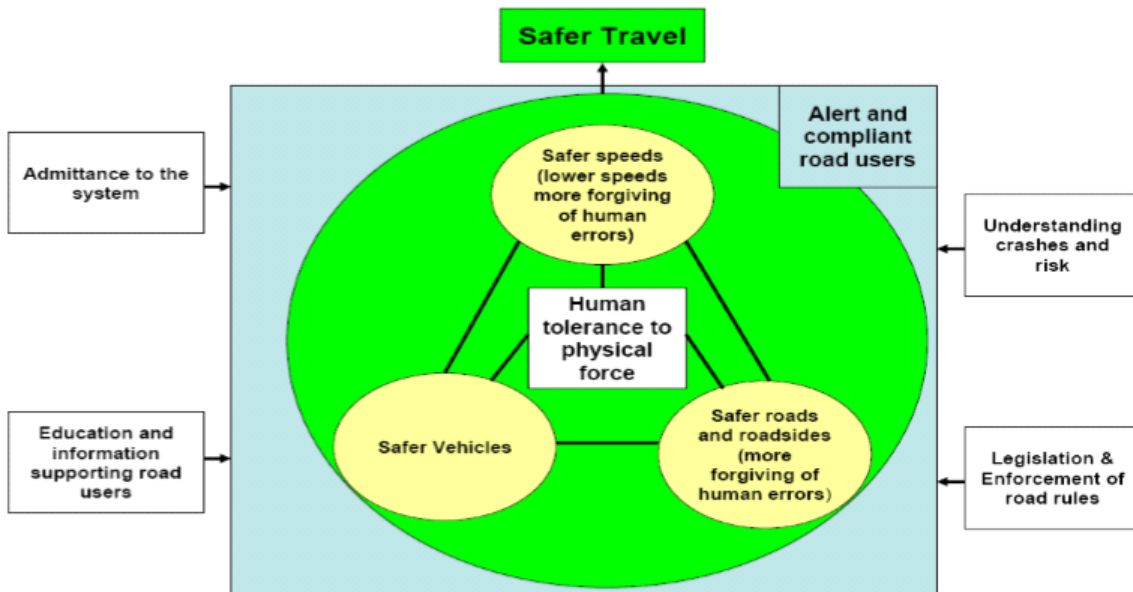 Safer Travel
Alert and
compliant
road users
Admittance to the
system
Safer speeds
(lower speeds
more forgiving
of human
errors)
Understanding
crashes and
risk
Human
tolerance to
physical
force
Education and
information
supporting road
users
Safer Vehicles
Safer roads
and roadsides
(more
forgiving of
human errors)
Legislation &
Enforcement of
road rules